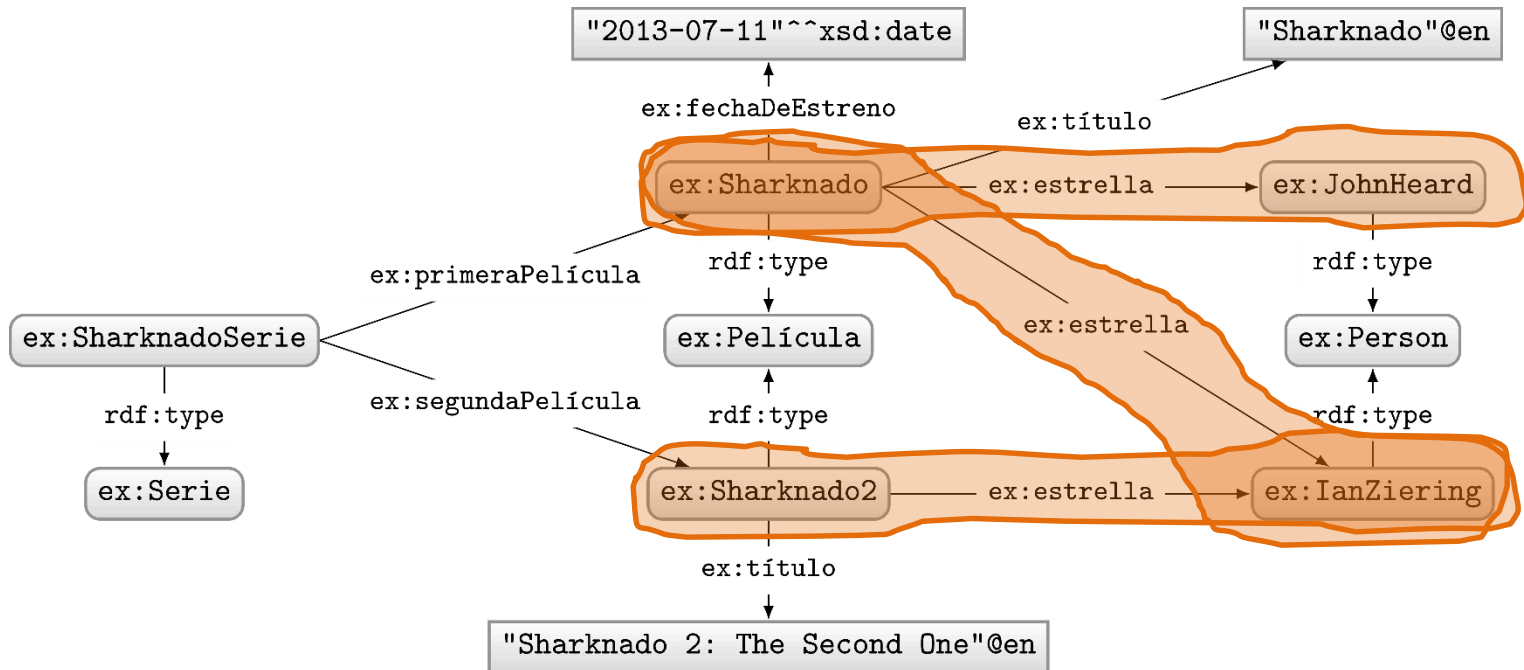 "2013-07-11"^^xsd:date
"Sharknado"@en
ex:fechaDeEstreno
ex:título
ex:Sharknado
ex:estrella
ex:JohnHeard
ex:primeraPelícula
rdf:type
rdf:type
ex:SharknadoSerie
ex:Película
ex:estrella
ex:Person
rdf:type
ex:segundaPelícula
rdf:type
rdf:type
ex:Serie
ex:Sharknado2
ex:estrella
ex:IanZiering
ex:título
"Sharknado 2: The Second One"@en